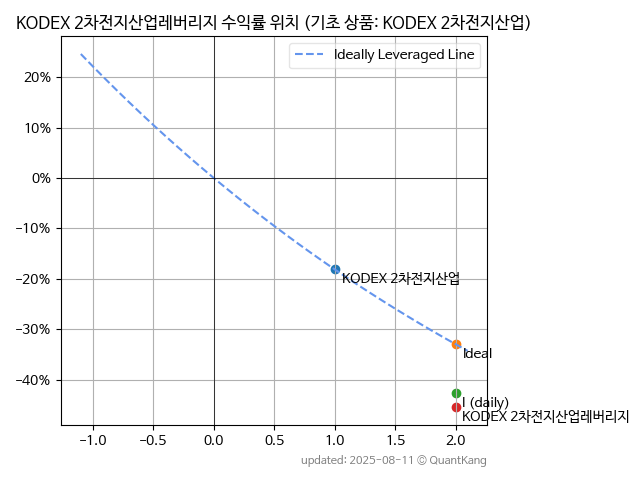 KODEX 2차전지산업레버리지 수익률 위치 (기초 상품: KODEX 2차전지산업)
Ideally Leveraged Line
20%
10%
0%
−10%
KODEX 2차전지산업
−20%
−30%
Ideal
−40%
I (daily)
KODEX 2차전지산업레버리지
−1.0 −0.5 0.0 0.5 1.0 1.5 2.0
updated: 2025-08-11 © QuantKang